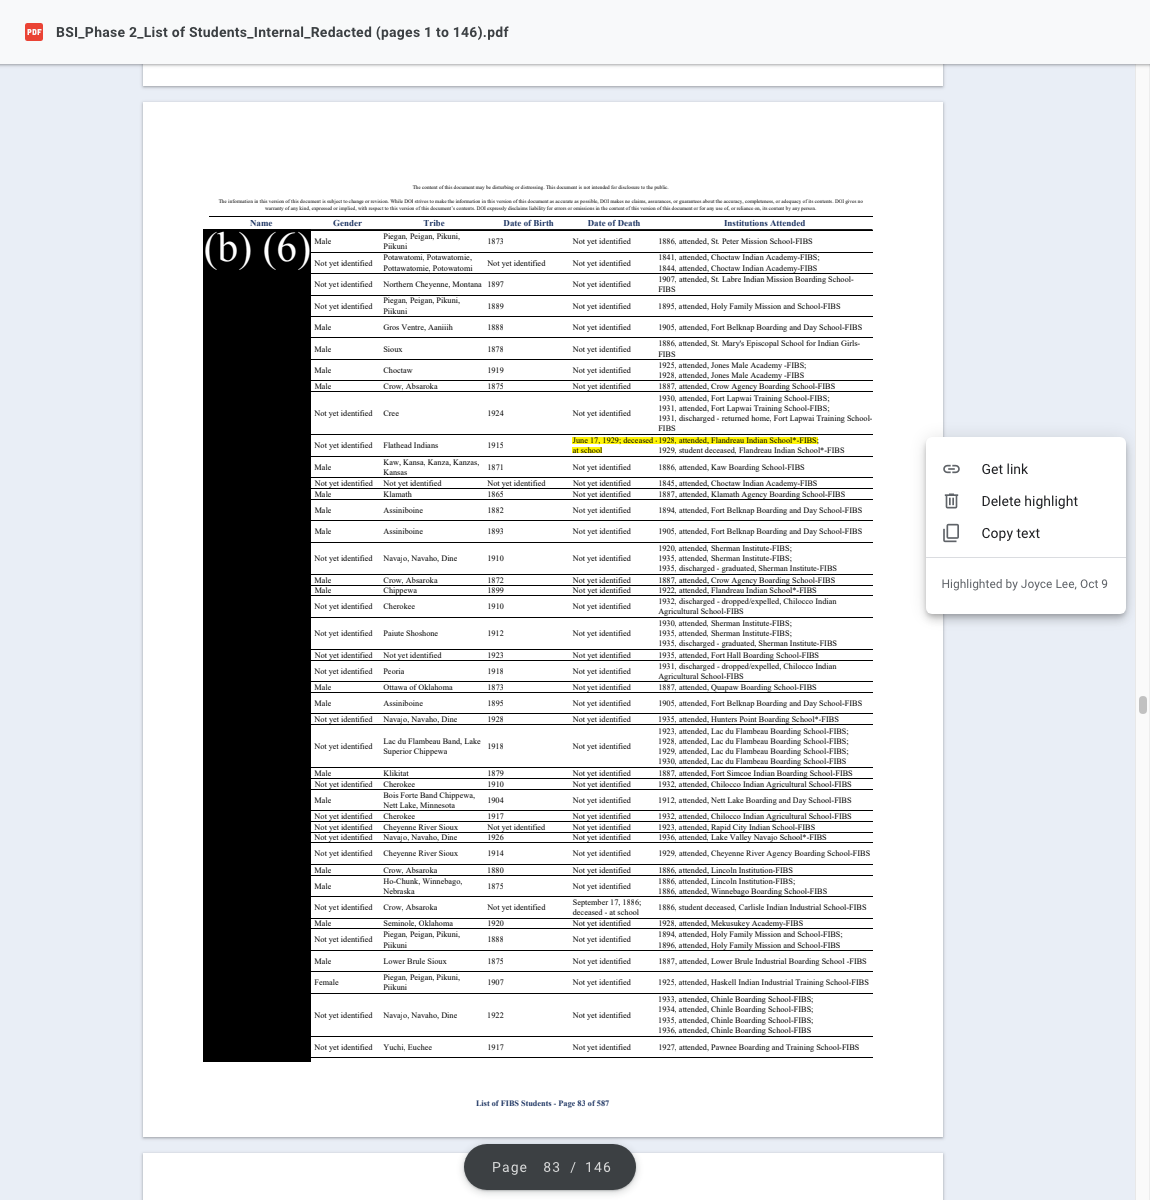 PDF BSI_Phase 2_List of Students_Internal_Redacted (pages 1 to 146).pdf
The content of this document may be disturbing or distressing. This document is not intended for disclosure to the public.
The information in this version of this document is subject to change or revision. While DOI strives to make the information in this version of this document as accurate as possible, DOI makes no claims, assurances, or guarantees about the accuracy, completeness, or adequacy of its contents. DOI gives no
warranty of any kind, expressed or implied, with respect to this version of this document's contents. DOI expressly disclaims liability for errors or omissions in the content of this version of this document or for any use of, or reliance on, its content by any person.
Name Gender Tribe Date of Birth Date of Death Institutions Attended
(b) (6)
Male Piegan, Peigan, Pikuni, Piikuni 1873 Not yet identified 1886, attended, St. Peter Mission School-FIBS
Not yet identified Potawatomi, Potawatomie, Pottawatomie, Potowatomi Not yet identified Not yet identified 1841, attended, Choctaw Indian Academy-FIBS;
1844, attended, Choctaw Indian Academy-FIBS
Not yet identified Northern Cheyenne, Montana 1897 Not yet identified 1907, attended, St. Labre Indian Mission Boarding School-
FIBS
Not yet identified Piegan, Peigan, Pikuni, Piikuni 1889 Not yet identified 1895, attended, Holy Family Mission and School-FIBS
Male Gros Ventre, Aaniiih 1888 Not yet identified 1905, attended, Fort Belknap Boarding and Day School-FIBS
Male Sioux 1878 Not yet identified 1886, attended, St. Mary's Episcopal School for Indian Girls-
FIBS
Male Choctaw 1919 Not yet identified 1925, attended, Jones Male Academy -FIBS;
1928, attended, Jones Male Academy -FIBS
Male Crow, Absaroka 1875 Not yet identified 1887, attended, Crow Agency Boarding School-FIBS
Not yet identified Cree 1924 Not yet identified 1930, attended, Fort Lapwai Training School-FIBS;
1931, attended, Fort Lapwai Training School-FIBS;
1931, discharged - returned home, Fort Lapwai Training School-
FIBS
Not yet identified Flathead Indians 1915 June 17, 1929; deceased - at school 1928, attended, Flandreau Indian School*-FIBS;
1929, student deceased, Flandreau Indian School*-FIBS
Male Kaw, Kansa, Kanza, Kanzas, Kansas 1871 Not yet identified 1886, attended, Kaw Boarding School-FIBS
Not yet identified Not yet identified Not yet identified Not yet identified 1845, attended, Choctaw Indian Academy-FIBS
Male Klamath 1865 Not yet identified 1887, attended, Klamath Agency Boarding School-FIBS
Male Assiniboine 1882 Not yet identified 1894, attended, Fort Belknap Boarding and Day School-FIBS
Male Assiniboine 1893 Not yet identified 1905, attended, Fort Belknap Boarding and Day School-FIBS
Not yet identified Navajo, Navaho, Dine 1910 Not yet identified 1920, attended, Sherman Institute-FIBS;
1935, attended, Sherman Institute-FIBS;
1935, discharged - graduated, Sherman Institute-FIBS
Male Crow, Absaroka 1872 Not yet identified 1887, attended, Crow Agency Boarding School-FIBS
Male Chippewa 1899 Not yet identified 1922, attended, Flandreau Indian School*-FIBS
Not yet identified Cherokee 1910 Not yet identified 1932, discharged - dropped/expelled, Chilocco Indian
Agricultural School-FIBS
Not yet identified Paiute Shoshone 1912 Not yet identified 1930, attended, Sherman Institute-FIBS;
1935, attended, Sherman Institute-FIBS;
1935, discharged - graduated, Sherman Institute-FIBS
Not yet identified Not yet identified 1923 Not yet identified 1935, attended, Fort Hall Boarding School-FIBS
Not yet identified Peoria 1918 Not yet identified 1931, discharged - dropped/expelled, Chilocco Indian
Agricultural School-FIBS
Male Ottawa of Oklahoma 1873 Not yet identified 1887, attended, Quapaw Boarding School-FIBS
Male Assiniboine 1895 Not yet identified 1905, attended, Fort Belknap Boarding and Day School-FIBS
Not yet identified Navajo, Navaho, Dine 1928 Not yet identified 1935, attended, Hunters Point Boarding School*-FIBS
Not yet identified Lac du Flambeau Band, Lake Superior Chippewa 1918 Not yet identified 1923, attended, Lac du Flambeau Boarding School-FIBS;
1928, attended, Lac du Flambeau Boarding School-FIBS;
1929, attended, Lac du Flambeau Boarding School-FIBS;
1930, attended, Lac du Flambeau Boarding School-FIBS
Male Klikitat 1879 Not yet identified 1887, attended, Fort Simcoe Indian Boarding School-FIBS
Not yet identified Cherokee 1910 Not yet identified 1932, attended, Chilocco Indian Agricultural School-FIBS
Male Bois Forte Band Chippewa, Nett Lake, Minnesota 1904 Not yet identified 1912, attended, Nett Lake Boarding and Day School-FIBS
Not yet identified Cherokee 1917 Not yet identified 1932, attended, Chilocco Indian Agricultural School-FIBS
Not yet identified Cheyenne River Sioux Not yet identified Not yet identified 1923, attended, Rapid City Indian School-FIBS
Not yet identified Navajo, Navaho, Dine 1926 Not yet identified 1936, attended, Lake Valley Navajo School*-FIBS
Not yet identified Cheyenne River Sioux 1914 Not yet identified 1929, attended, Cheyenne River Agency Boarding School-FIBS
Male Crow, Absaroka 1880 Not yet identified 1886, attended, Lincoln Institution-FIBS
Male Ho-Chunk, Winnebago, Nebraska 1875 Not yet identified 1886, attended, Lincoln Institution-FIBS;
1886, attended, Winnebago Boarding School-FIBS
Not yet identified Crow, Absaroka Not yet identified September 17, 1886; deceased - at school 1886, student deceased, Carlisle Indian Industrial School-FIBS
Male Seminole, Oklahoma 1920 Not yet identified 1928, attended, Mekusukey Academy-FIBS
Not yet identified Piegan, Peigan, Pikuni, Piikuni 1888 Not yet identified 1894, attended, Holy Family Mission and School-FIBS;
1896, attended, Holy Family Mission and School-FIBS
Male Lower Brule Sioux 1875 Not yet identified 1887, attended, Lower Brule Industrial Boarding School -FIBS
Female Piegan, Peigan, Pikuni, Piikuni 1907 Not yet identified 1925, attended, Haskell Indian Industrial Training School-FIBS
Not yet identified Navajo, Navaho, Dine 1922 Not yet identified 1933, attended, Chinle Boarding School-FIBS;
1934, attended, Chinle Boarding School-FIBS;
1935, attended, Chinle Boarding School-FIBS;
1936, attended, Chinle Boarding School-FIBS
Not yet identified Yuchi, Euchee 1917 Not yet identified 1927, attended, Pawnee Boarding and Training School-FIBS
List of FIBS Students - Page 83 of 587
Get link
Delete highlight
Copy text
Highlighted by Joyce Lee, Oct 9
Page 83 / 146